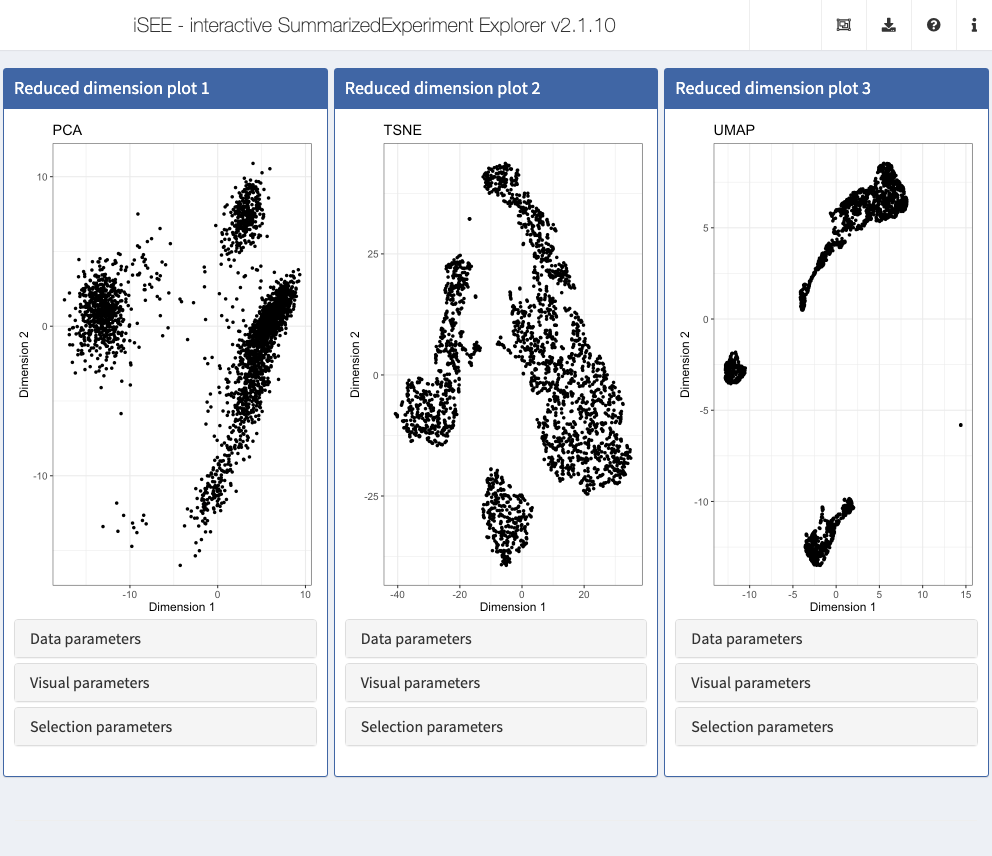 iSEE - interactive SummarizedExperiment Explorer v2.1.10
Reduced dimension plot 1
PCA
10
0
-10
Dimension 2
-10
0
10
Dimension 1
Data parameters
Visual parameters
Selection parameters
Reduced dimension plot 2
TSNE
25
0
-25
Dimension 2
-40
-20
0
20
Dimension 1
Data parameters
Visual parameters
Selection parameters
Reduced dimension plot 3
UMAP
5
0
-5
-10
Dimension 2
-10
-5
0
5
10
15
Dimension 1
Data parameters
Visual parameters
Selection parameters